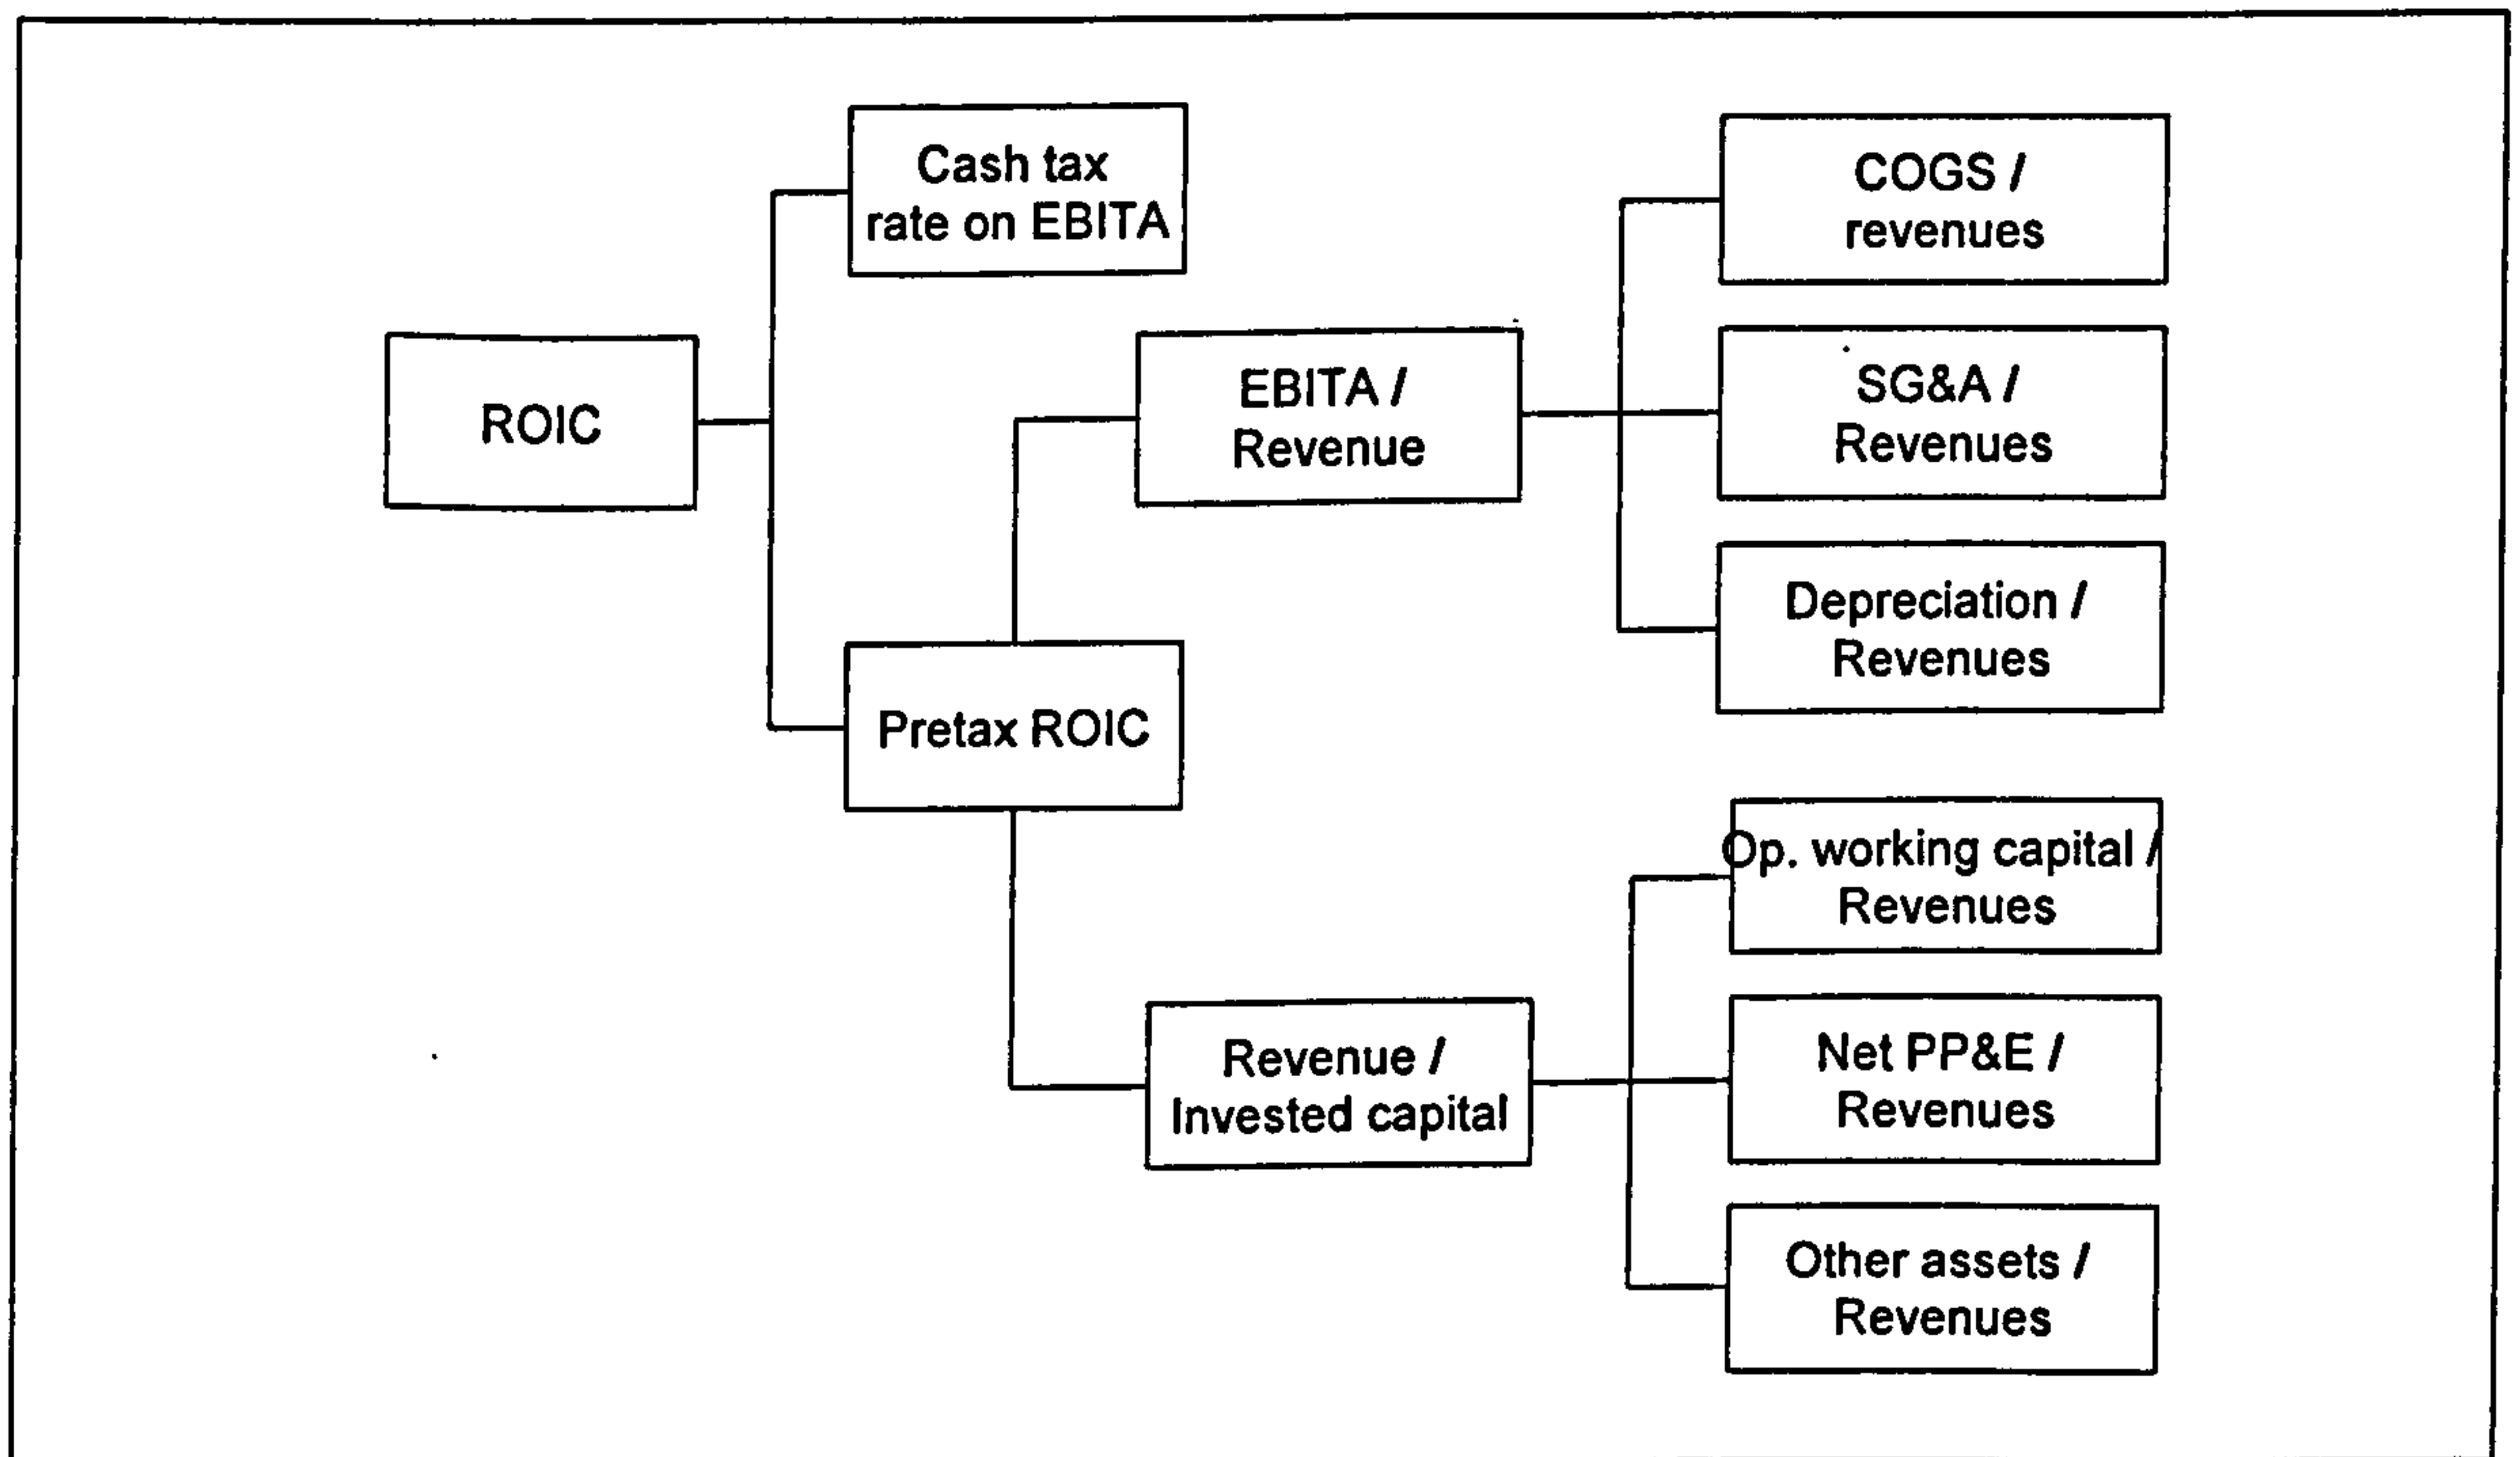 Cash tax
rate on EBITA
COGS /
revenues
ROIC
EBITA /
Revenue
SG&A /
Revenues
Depreciation /
Revenues
Pretax ROIC
Op. working capital /
Revenues
Revenue /
Invested capital
Net PP&E /
Revenues
Other assets /
Revenues